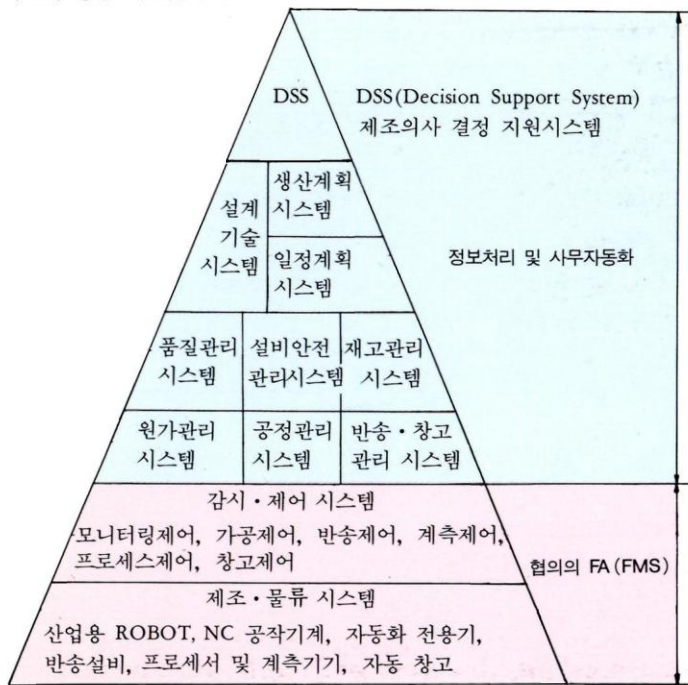 DSS
DSS(Decision Support System)
제조의사 결정 지원시스템
설계
기술
시스템
생산계획
시스템
일정계획
시스템
정보처리 및 사무자동화
품질관리
시스템
설비안전
관리시스템
재고관리
시스템
원가관리
시스템
공정관리
시스템
반송·창고
관리 시스템
감시·제어 시스템
모니터링제어, 가공제어, 반송제어, 계측제어,
프로세스제어, 창고제어
협의의 FA(FMS)
제조·물류 시스템
산업용 ROBOT, NC 공작기계, 자동화 전용기,
반송설비, 프로세서 및 계측기기, 자동 창고